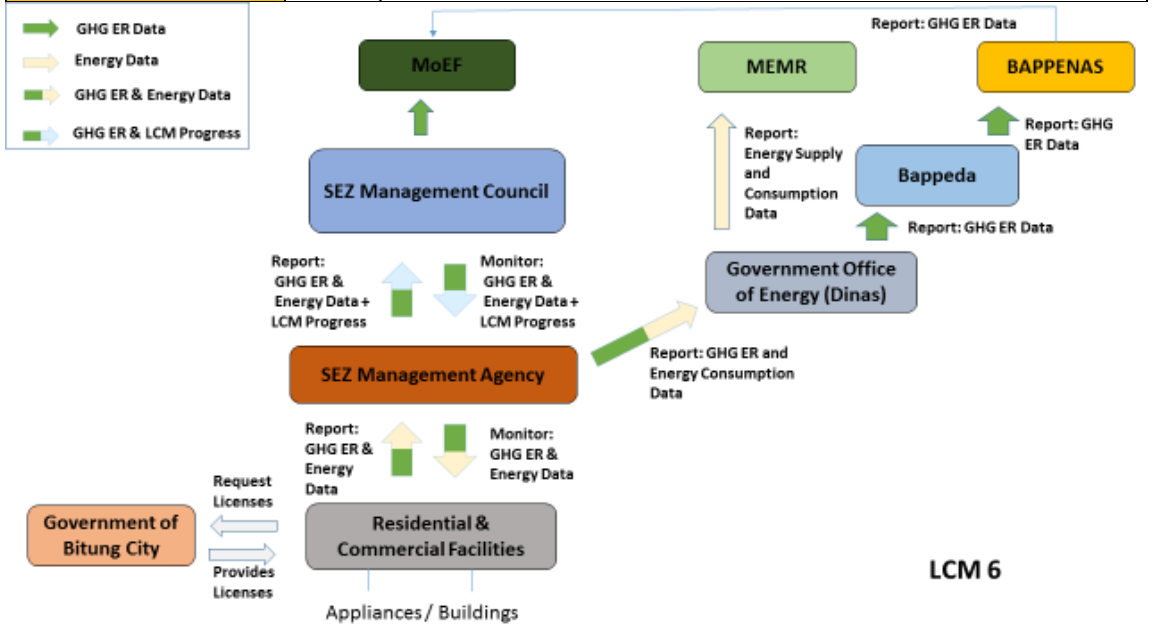 GHG ER Data
Energy Data
GHG ER & Energy Data
GHG ER & LCM Progress
Report: GHG ER Data
MoEF
MEMR
BAPPENAS
Report:
Energy Supply
and
Consumption
Data
Report: GHG
ER Data
SEZ Management Council
Bappeda
Report: GHG ER Data
Report:
GHG ER &
Energy Data +
LCM Progress
Monitor:
GHG ER &
Energy Data +
LCM Progress
Government Office
of Energy (Dinas)
SEZ Management Agency
Report: GHG ER and
Energy Consumption
Data
Report:
GHG ER &
Energy
Data
Monitor:
GHG ER &
Energy Data
Request
Licenses
Government of
Bitung City
Residential &
Commercial Facilities
Provides
Licenses
LCM 6
Appliances / Buildings